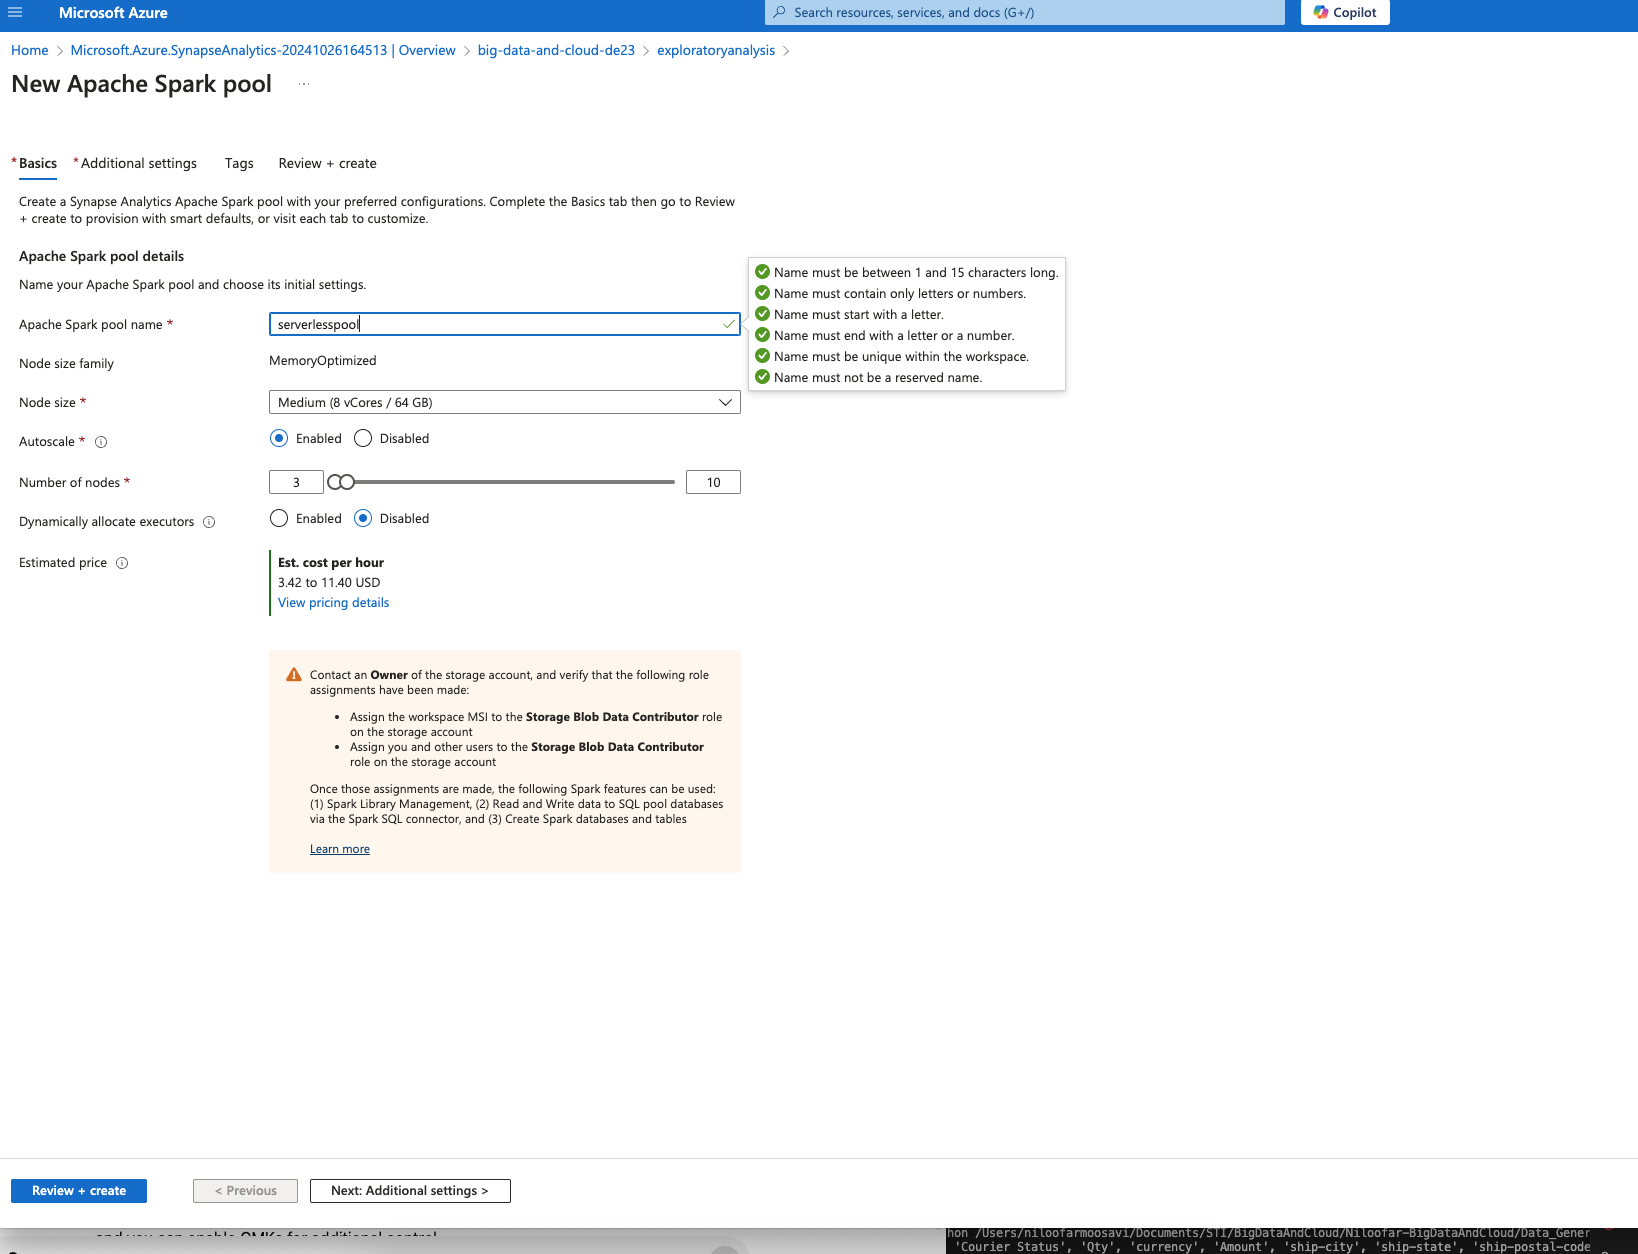 Microsoft Azure
Search resources, services, and docs (G+/)
Copilot
Home > Microsoft.Azure.SynapseAnalytics-20241026164513 | Overview > big-data-and-cloud-de23 > exploratoryanalysis >
New Apache Spark pool ...
* Basics * Additional settings Tags Review + create
Create a Synapse Analytics Apache Spark pool with your preferred configurations. Complete the Basics tab then go to Review
+ create to provision with smart defaults, or visit each tab to customize.
Apache Spark pool details
Name your Apache Spark pool and choose its initial settings.
Apache Spark pool name *
serverlesspool
Name must be between 1 and 15 characters long.
Name must contain only letters or numbers.
Name must start with a letter.
Name must end with a letter or a number.
Name must be unique within the workspace.
Name must not be a reserved name.
Node size family
MemoryOptimized
Node size *
Medium (8 vCores / 64 GB)
Autoscale *
Enabled Disabled
Number of nodes *
3
10
Dynamically allocate executors
Enabled Disabled
Estimated price
Est. cost per hour
3.42 to 11.40 USD
View pricing details
Contact an Owner of the storage account, and verify that the following role
assignments have been made:
• Assign the workspace MSI to the Storage Blob Data Contributor role
on the storage account
• Assign you and other users to the Storage Blob Data Contributor
role on the storage account
Once those assignments are made, the following Spark features can be used:
(1) Spark Library Management, (2) Read and Write data to SQL pool databases
via the Spark SQL connector, and (3) Create Spark databases and tables
Learn more
Review + create
< Previous
Next: Additional settings >
and you can enable CMKs for additional control
hon /Users/niloofarmoosavi/Documents/STI/BigDataAndCloud/Niloofar-BigDataAndCloud/Data_Gener
'Courier Status', 'Qty', 'currency', 'Amount', 'ship-city', 'ship-state', 'ship-postal-code